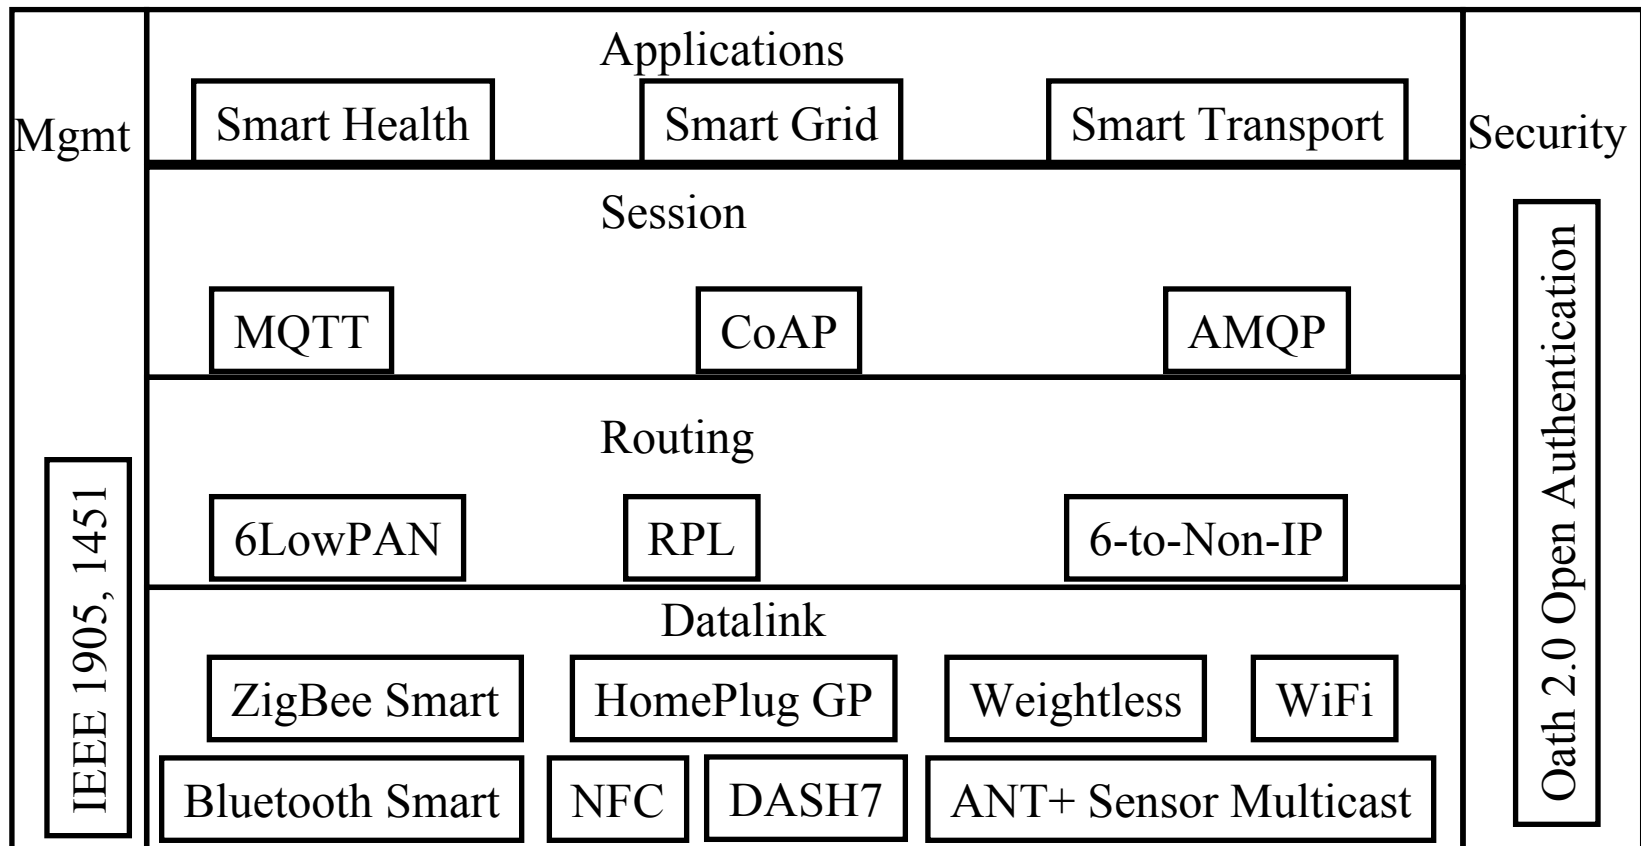 Mgmt
IEEE 1905, 1451
Applications
Smart Health
Smart Grid
Smart Transport
Session
MQTT
CoAP
AMQP
Routing
6LowPAN
RPL
6-to-Non-IP
Datalink
ZigBee Smart
HomePlug GP
Weightless
WiFi
Bluetooth Smart
NFC
DASH7
ANT+ Sensor Multicast
Security
Oath 2.0 Open Authentication